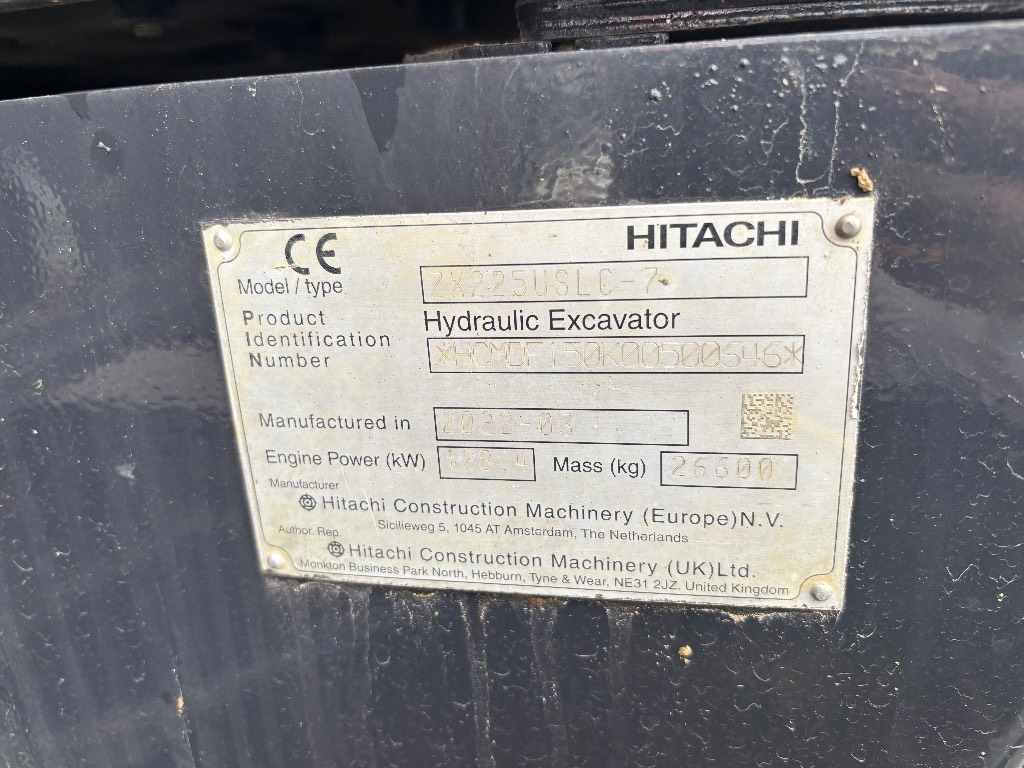 CE HITACHI
Model / type ZX225USLC-7
Hydraulic Excavator
Product Identification Number *HCMDF150K00500546*
Manufactured in 2022-03
Engine Power (kW) Mass (kg) 26600
Manufacturer
Hitachi Construction Machinery (Europe)N.V.
Sicilieweg 5, 1045 AT Amsterdam, The Netherlands
Author. Rep.
Hitachi Construction Machinery (UK)Ltd.
Monkton Business Park North, Hebburn, Tyne & Wear, NE31 2JZ. United Kingdom